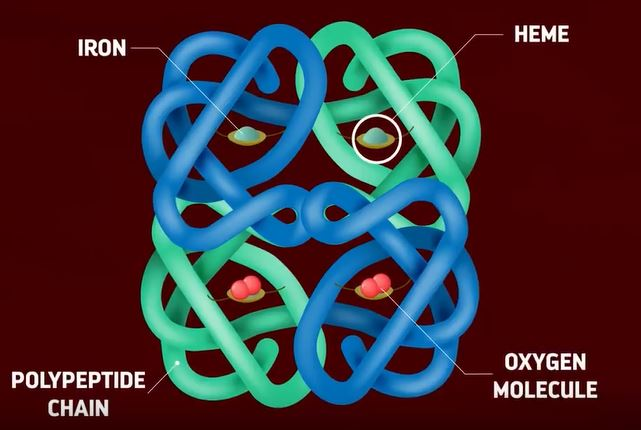 IRON
HEME
POLYPEPTIDE
CHAIN
OXYGEN
MOLECULE